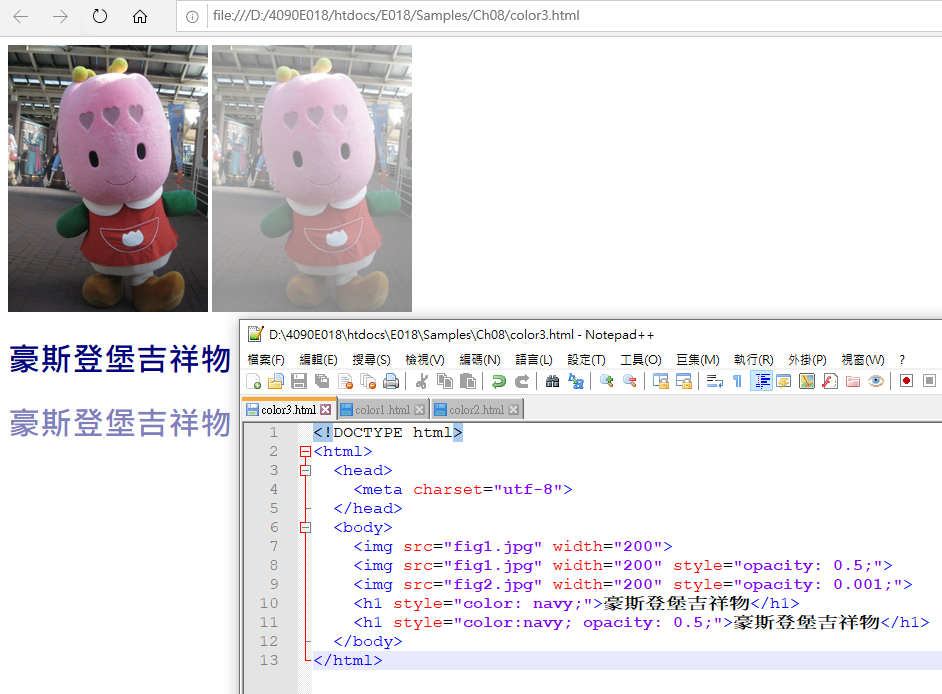 file:///D:/4090E018/htdocs/E018/Samples/Ch08/color3.html
豪斯登堡吉祥物
豪斯登堡吉祥物
D:\4090E018\htdocs\E018\Samples\Ch08\color3.html - Notepad++
檔案(F) 編輯(E) 搜尋(S) 檢視(V) 編碼(N) 語言(L) 設定(T) 工具(O) 巨集(M) 執行(R) 外掛(P) 視窗(W) ?
color3.html color1.html color2.html
1 <!DOCTYPE html>
2 <html>
3 <head>
4 <meta charset="utf-8">
5 </head>
6 <body>
7 <img src="fig1.jpg" width="200">
8 <img src="fig1.jpg" width="200" style="opacity: 0.5;">
9 <img src="fig2.jpg" width="200" style="opacity: 0.001;">
10 <h1 style="color: navy;">豪斯登堡吉祥物</h1>
11 <h1 style="color:navy; opacity: 0.5;">豪斯登堡吉祥物</h1>
12 </body>
13 </html>